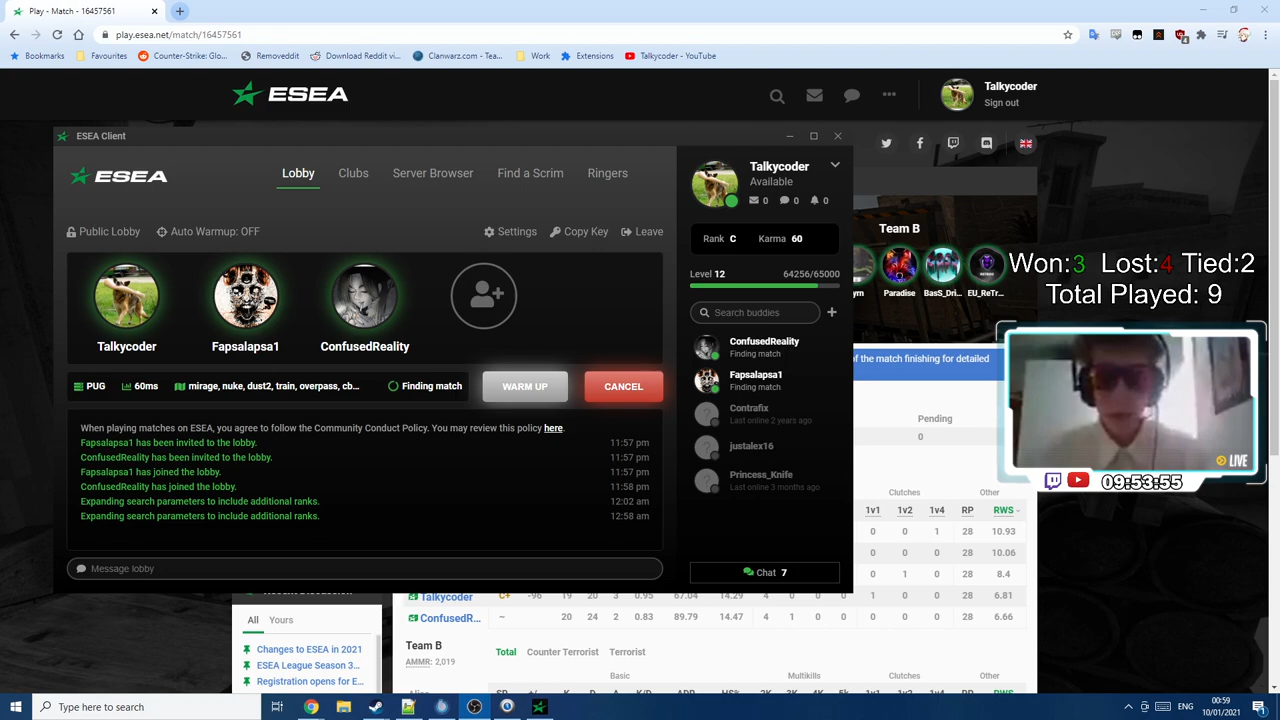 Play - Match - 16457561
play.esea.net/match/16457561
Bookmarks
Favourites
Counter-Strike: Glo...
Removeddit
Download Reddit vi...
Clanwarz.com - Tea...
Work
Extensions
Talkycoder - YouTube
ESEA
Talkycoder
Sign out
ESEA Client
ESEA
Lobby
Clubs
Server Browser
Find a Scrim
Ringers
Talkycoder
Available
0
0
0
Public Lobby
Auto Warmup: OFF
Settings
Copy Key
Leave
Rank C
Karma 60
Level 12
64256/65000
Search buddies
Talkycoder
Fapsalapsa1
ConfusedReality
PUG
60ms
mirage, nuke, dust2, train, overpass, cb...
Finding match
WARM UP
CANCEL
When playing matches on ESEA, you agree to follow the Community Conduct Policy. You may review this policy here.
Fapsalapsa1 has been invited to the lobby. 11:57 pm
ConfusedReality has been invited to the lobby. 11:57 pm
Fapsalapsa1 has joined the lobby. 11:57 pm
ConfusedReality has joined the lobby. 11:58 pm
Expanding search parameters to include additional ranks. 12:02 am
Expanding search parameters to include additional ranks. 12:58 am
Message lobby
ConfusedReality
Finding match
Fapsalapsa1
Finding match
Contrafix
Last online 2 years ago
justalex16
Princess_Knife
Last online 3 months ago
Chat 7
Team B
ym
Paradise
BasS_Dri...
EU_ReTr...
Won:3 Lost:4 Tied:2
Total Played: 9
of the match finishing for detailed
Pending
0
LIVE
09:53:55
Clutches
Other
1v1 1v2 1v4 RP RWS
0 0 1 28 10.93
0 0 0 28 10.06
0 1 0 28 8.4
Talkycoder C+ -96 19 20 3 0.95 67.04 14.29 4 0 0 1 0 0 28 6.81
ConfusedR... ~ 20 24 2 0.83 89.79 14.47 4 1 0 0 0 0 28 6.66
Team B
AMMR: 2,019
Total
Counter Terrorist
Terrorist
Basic
Multikills
Clutches
Other
All
Yours
Changes to ESEA in 2021
ESEA League Season 3...
Registration opens for E...
Type here to search
ENG
00:59
10/01/2021